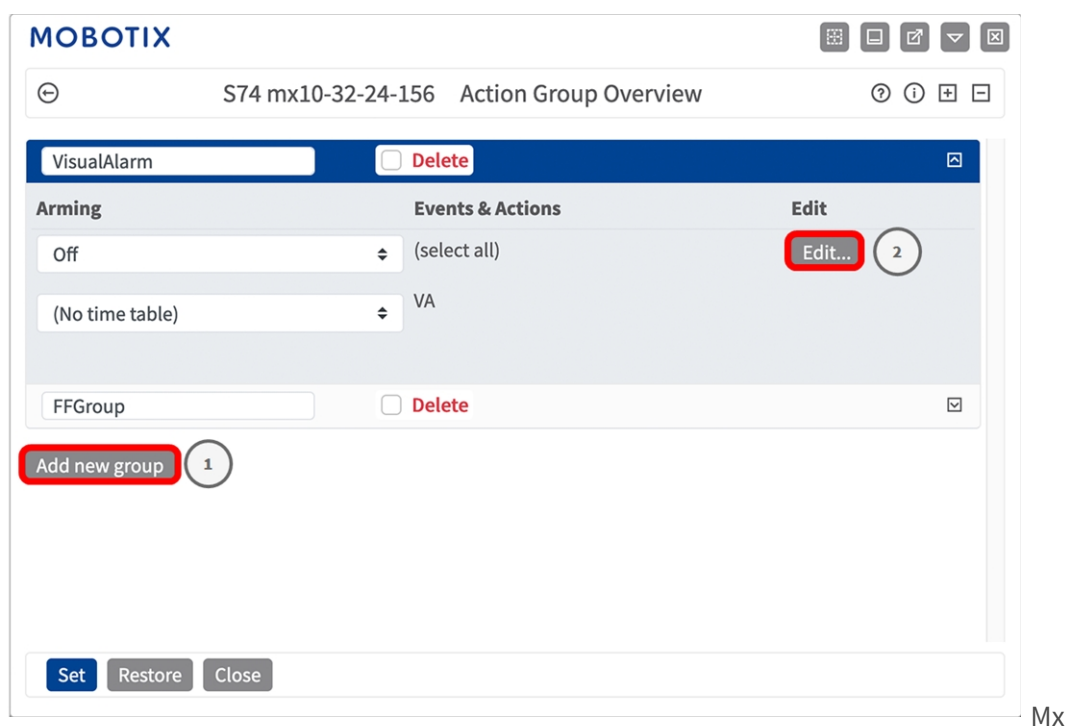 MOBOTIX
S74 mx10-32-24-156 Action Group Overview
VisualAlarm Delete
Arming Events & Actions Edit
Off (select all) Edit... 2
(No time table) VA
FFGroup Delete
Add new group 1
Set Restore Close
Mx